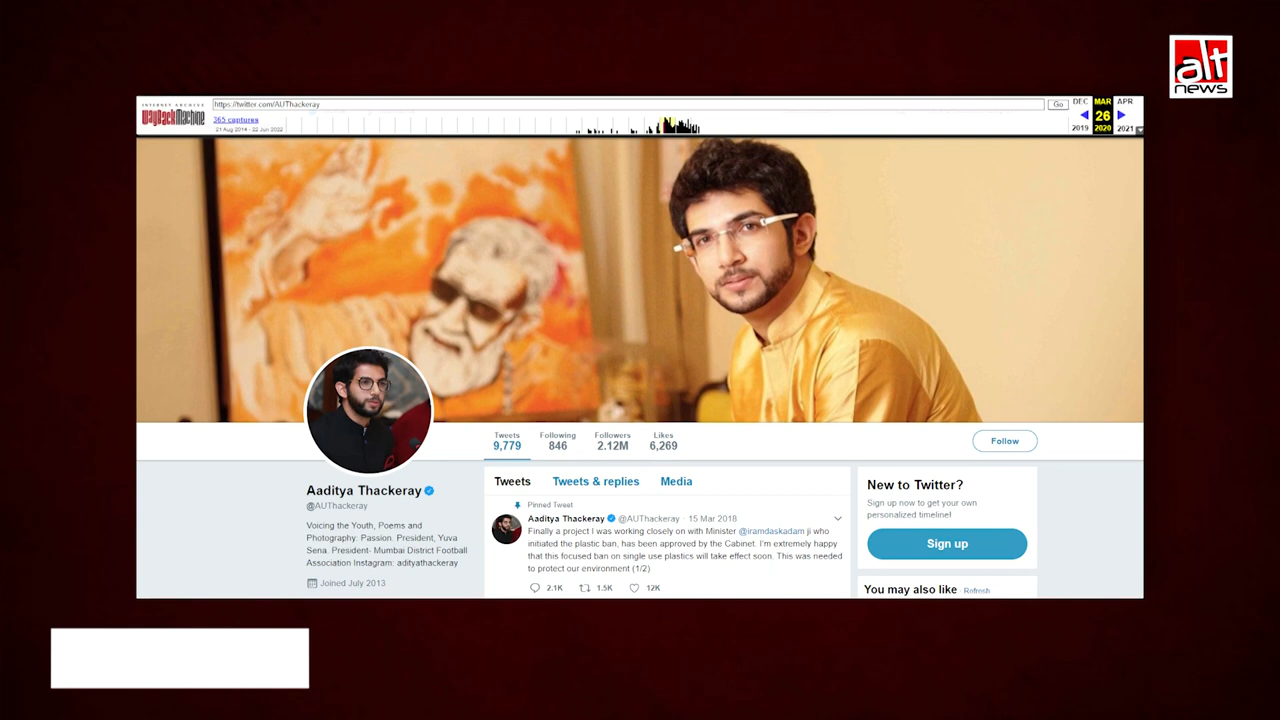 alt
news
INTERNET ARCHIVE
WayBackMachine
https://twitter.com/AUThackeray
Go
DEC
MAR
APR
365 captures
26
21 Aug 2014 - 22 Jun 2022
2019
2020
2021
Tweets
9,779
Following
846
Followers
2.12M
Likes
6,269
Follow
Aaditya Thackeray
@AUThackeray
Voicing the Youth, Poems and
Photography: Passion. President, Yuva
Sena. President- Mumbai District Football
Association Instagram: adityathackeray
Joined July 2013
Tweets Tweets & replies Media
Pinned Tweet
Aaditya Thackeray @AUThackeray · 15 Mar 2018
Finally a project I was working closely on with Minister @iramdaskadam ji who
initiated the plastic ban, has been approved by the Cabinet. I'm extremely happy
that this focused ban on single use plastics will take effect soon. This was needed
to protect our environment (1/2)
2.1K 1.5K 12K
New to Twitter?
Sign up now to get your own
personalized timeline!
Sign up
You may also like · Refresh